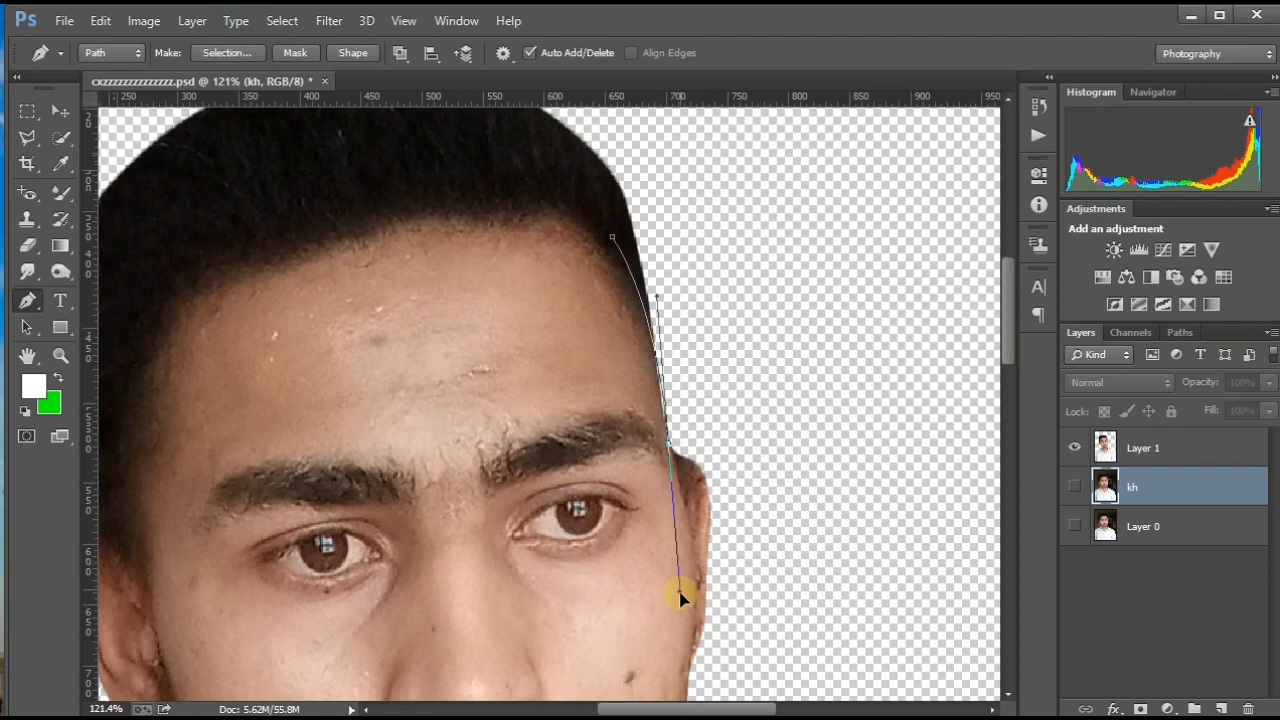 Ps File Edit Image Layer Type Select Filter 3D View Window Help
Path Make: Selection... Mask Shape Auto Add/Delete Align Edges Photography
cxzzzzzzzzzzzzz.psd @ 121% (kh, RGB/8) * ×
250 300 350 400 450 500 550 600 650 700 750 800 850 900 950
Histogram Navigator
Adjustments
Add an adjustment
Layers Channels Paths
Kind
Normal Opacity: 100%
Lock: Fill: 100%
Layer 1
kh
Layer 0
121.4% Doc: 5.62M/55.8M